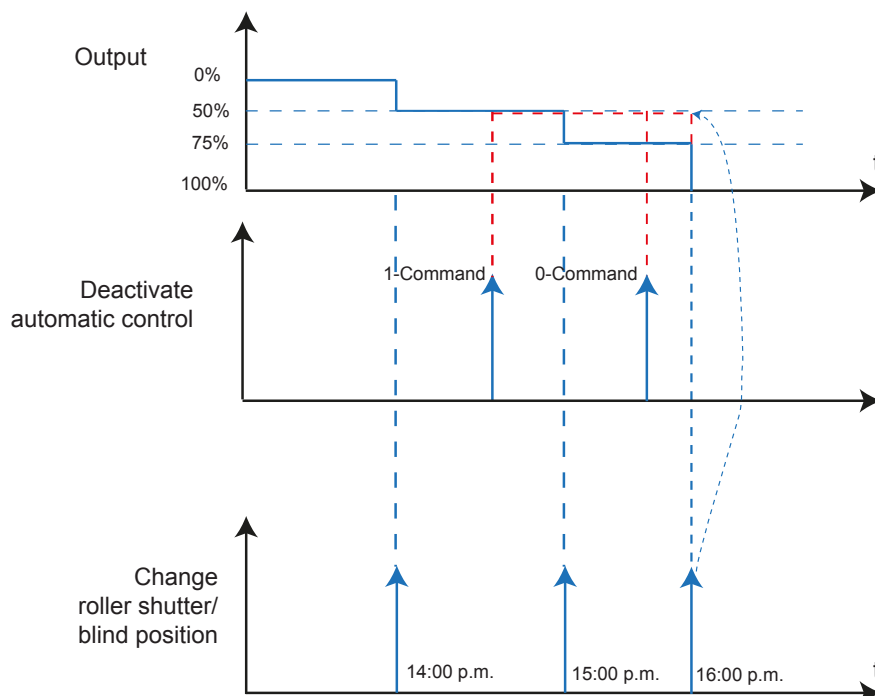 Output
0%
50%
75%
100%
t
1-Command
0-Command
Deactivate
automatic control
t
Change
roller shutter/
blind position
14:00 p.m.
15:00 p.m.
16:00 p.m.
t